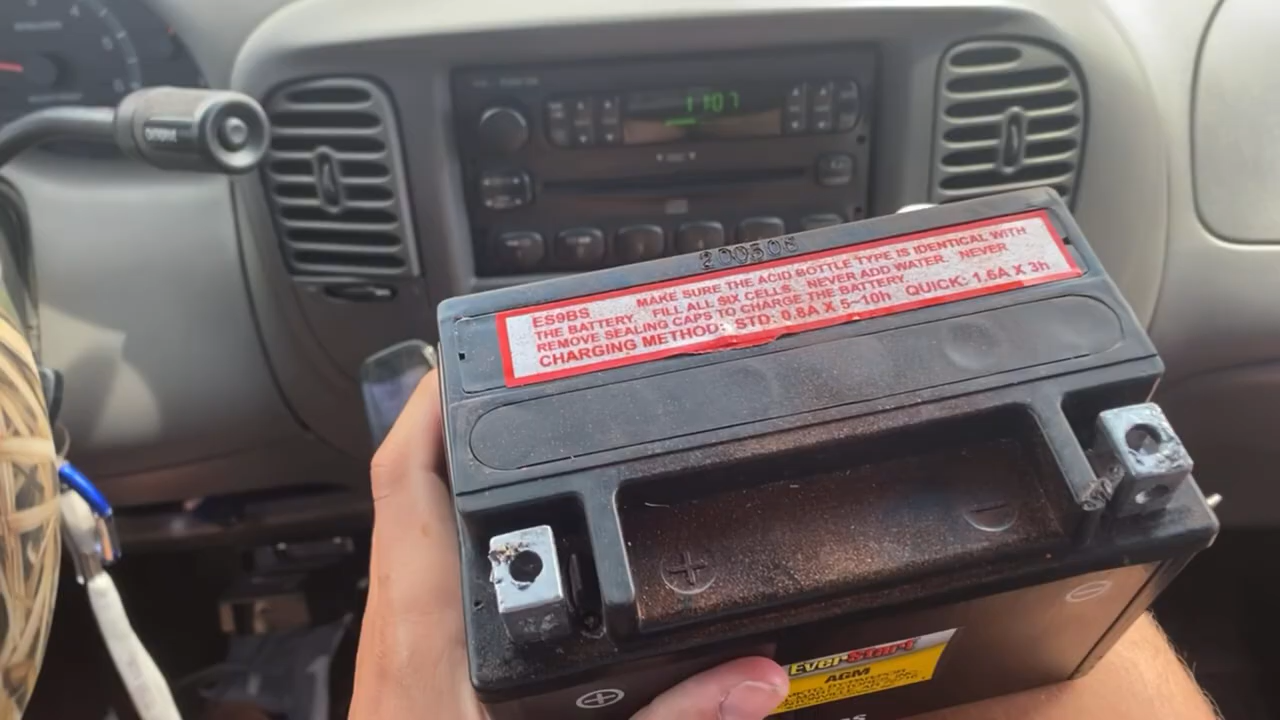 11:07
200506
ES9BS MAKE SURE THE ACID BOTTLE TYPE IS IDENTICAL WITH
THE BATTERY. FILL ALL SIX CELLS. NEVER ADD WATER. NEVER
REMOVE SEALING CAPS TO CHARGE THE BATTERY.
CHARGING METHOD: STD: 0.8A X 5-10h QUICK: 1.6A X 3h
+
−
−
+
EverStart
AGM